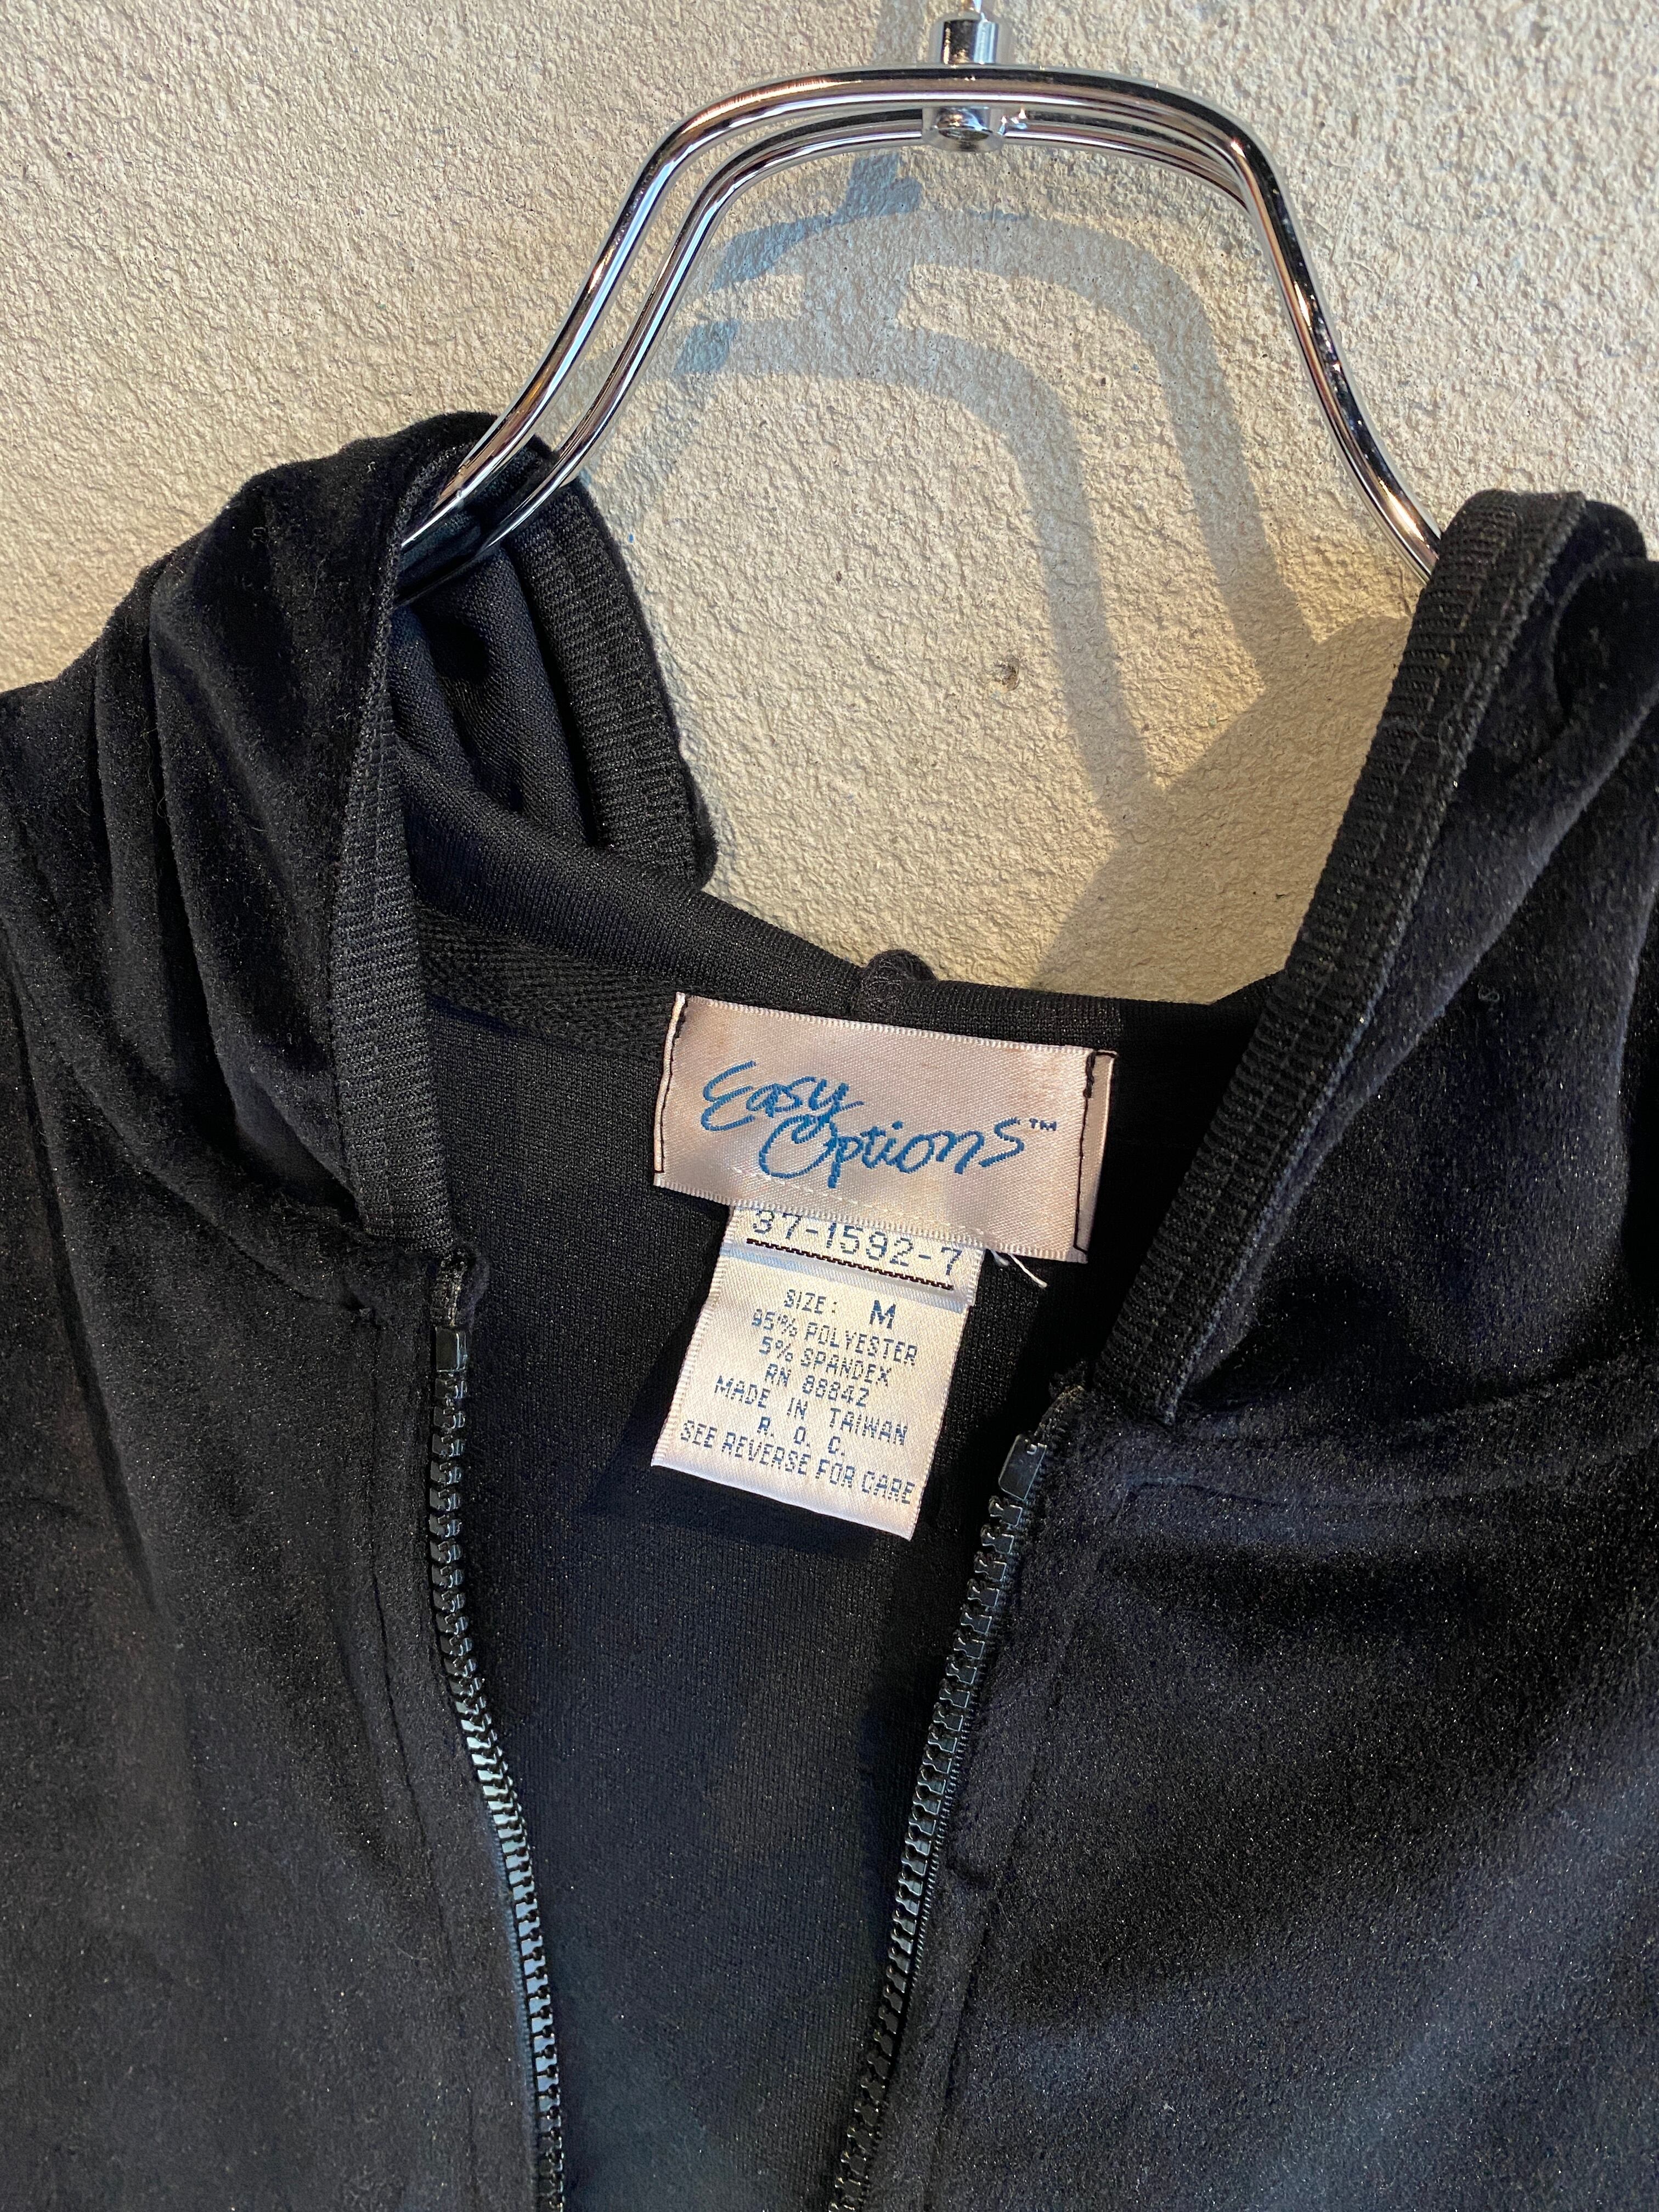 Easy
Options™
37-1592-7
SIZE: M
95% POLYESTER
5% SPANDEX
RN 88842
MADE IN TAIWAN
R. O. C.
SEE REVERSE FOR CARE